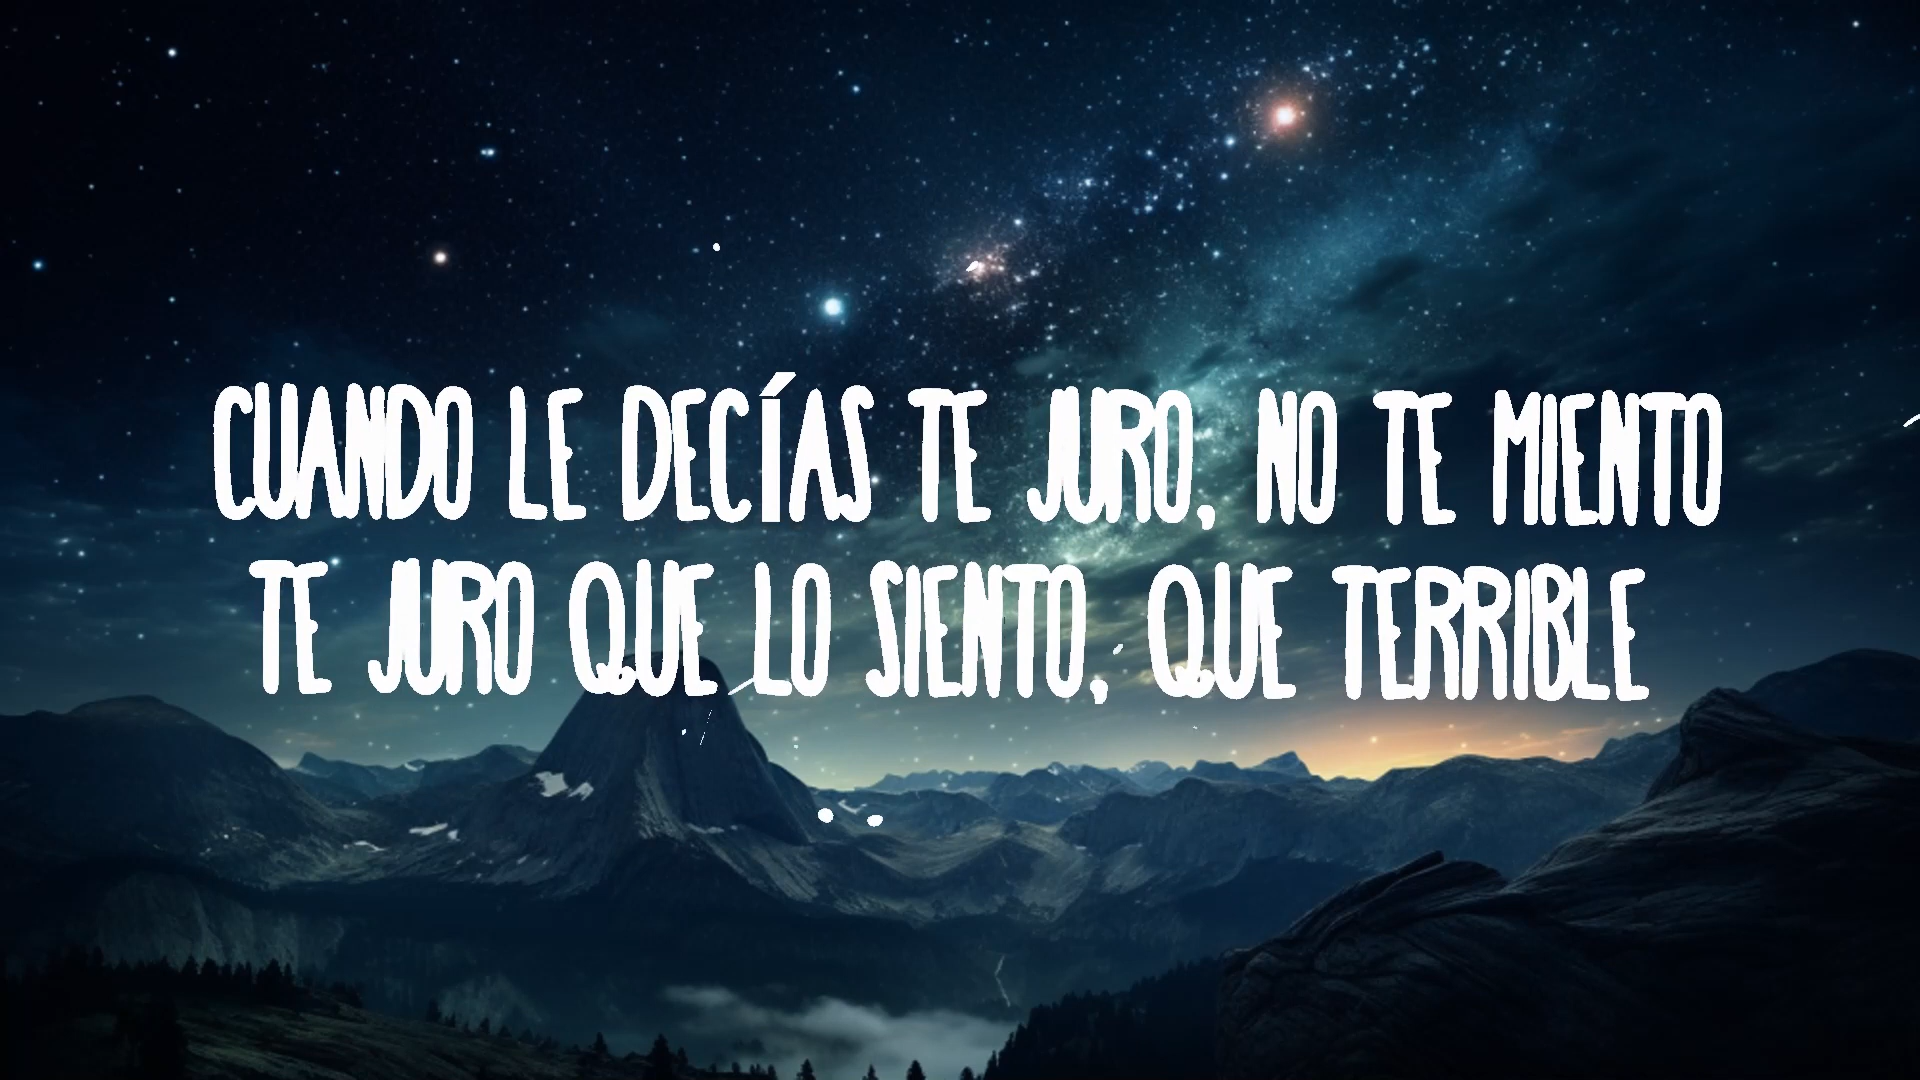 CUANDO LE DECÍAS TE JURO, NO TE MIENTO
TE JURO QUE LO SIENTO, QUE TERRIBLE